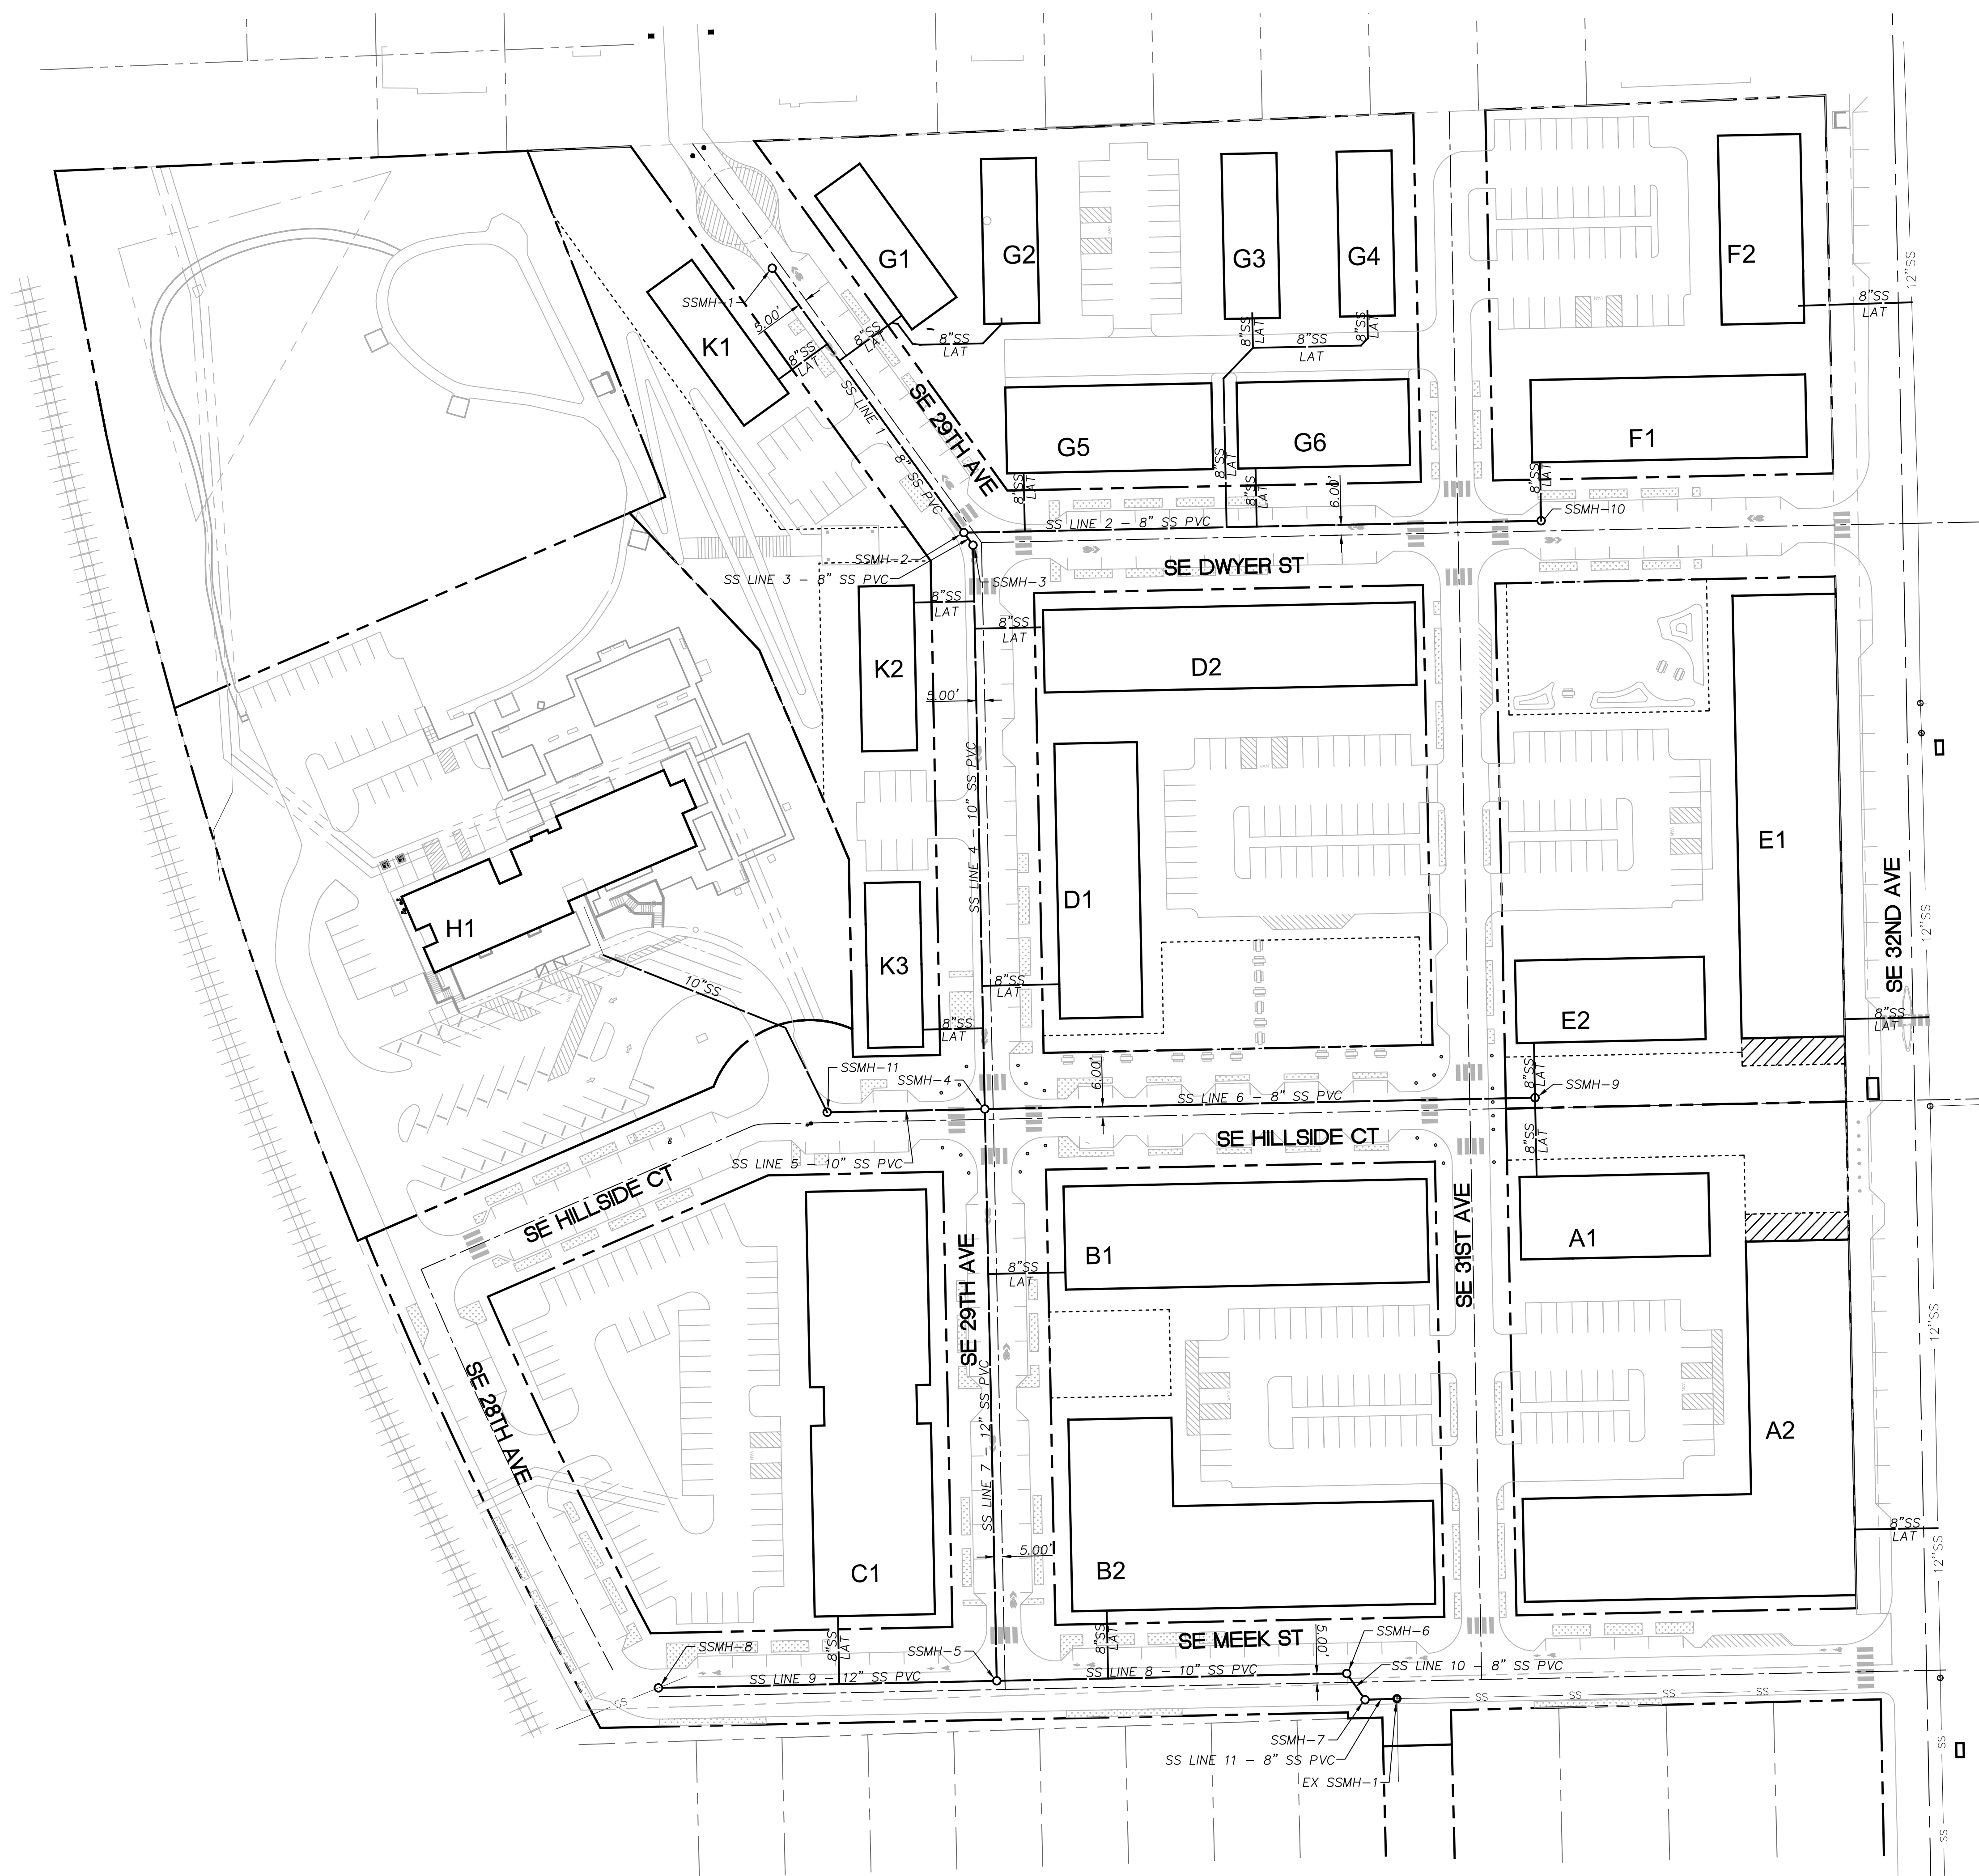 G1
G2
G3
G4
F2
12"SS
8"SS
LAT
SSMH-1
5.00'
K1
8"SS
LAT
8"SS
LAT
8"SS
LAT
8"SS
LAT
8"SS
LAT
8"SS
LAT
SS LINE 1 - 8" SS PVC
SE 29TH AVE
G5
G6
F1
8"SS
LAT
8"SS
LAT
8"SS
LAT
6.00'
8"SS
LAT
SS LINE 2 - 8" SS PVC
SSMH-10
SSMH-2
SS LINE 3 - 8" SS PVC
SSMH-3
SE DWYER ST
8"SS
LAT
8"SS
LAT
K2
D2
5.00'
SS LINE 4 - 10" SS PVC
E1
SE 32ND AVE
12"SS
H1
D1
K3
10"SS
8"SS
LAT
8"SS
LAT
E2
8"SS
LAT
SSMH-11
SSMH-4
6.00'
SS LINE 6 - 8" SS PVC
8"SS
LAT
SSMH-9
SS LINE 5 - 10" SS PVC
SE HILLSIDE CT
8"SS
LAT
SE HILLSIDE CT
B1
A1
8"SS
LAT
SE 29TH AVE
SE 31ST AVE
12"SS
SE 28TH AVE
SS LINE 7 - 12" SS PVC
A2
8"SS
LAT
12"SS
5.00'
C1
B2
SSMH-8
8"SS
LAT
SSMH-5
8"SS
LAT
SE MEEK ST
5.00'
SSMH-6
SS LINE 9 - 12" SS PVC
SS LINE 8 - 10" SS PVC
SS LINE 10 - 8" SS PVC
SS
SS
SS
SS
SS
SSMH-7
SS LINE 11 - 8" SS PVC
EX SSMH-1
SS
SS